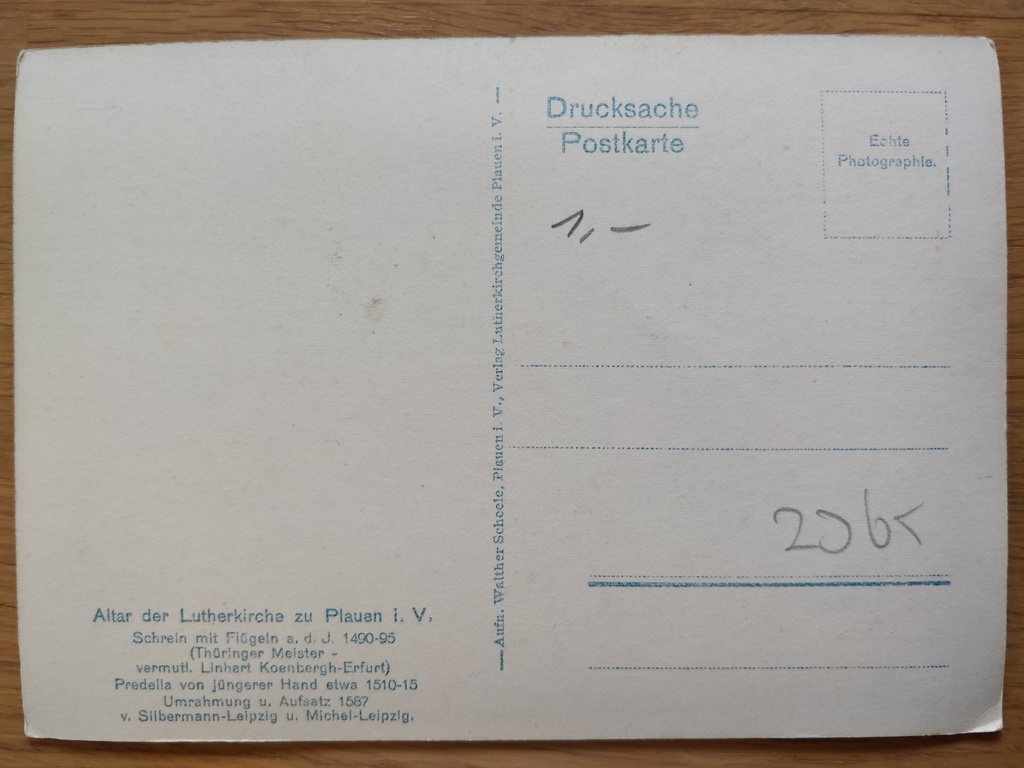 Drucksache
Postkarte
Echte
Photographie.
1,-
— Aufn. Walther Scheele, Plauen i. V., Verlag Lutherkirchgemeinde Plauen i. V. —
Altar der Lutherkirche zu Plauen i. V.
Schrein mit Flügeln a. d. J. 1490-95
(Thüringer Meister -
vermutl. Linhart Koenbergh-Erfurt)
Predella von jüngerer Hand etwa 1510-15
Umrahmung u. Aufsatz 1587
v. Silbermann-Leipzig u. Michel-Leipzig.